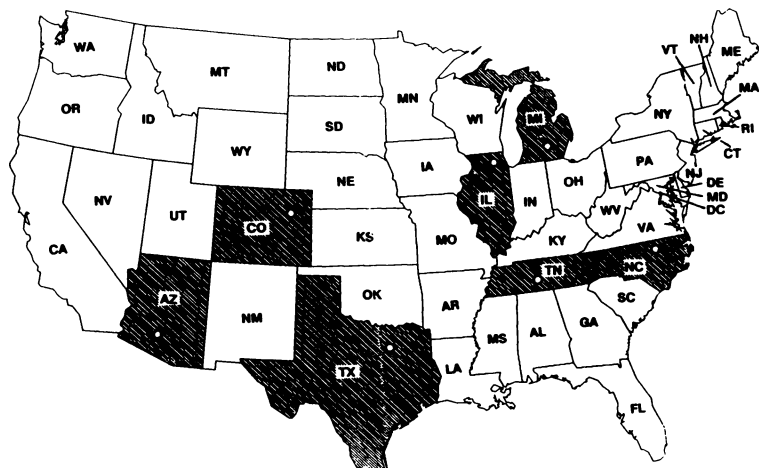 WA
MT
ND
MN
OR
ID
SD
WI
MI
WY
IA
NE
NV
UT
CO
CA
KS
MO
IL
IN
OH
PA
NY
VT
NH
ME
MA
RI
CT
NJ
DE
MD
DC
WV
VA
KY
AZ
NM
OK
AR
TN
NC
SC
TX
LA
MS
AL
GA
FL